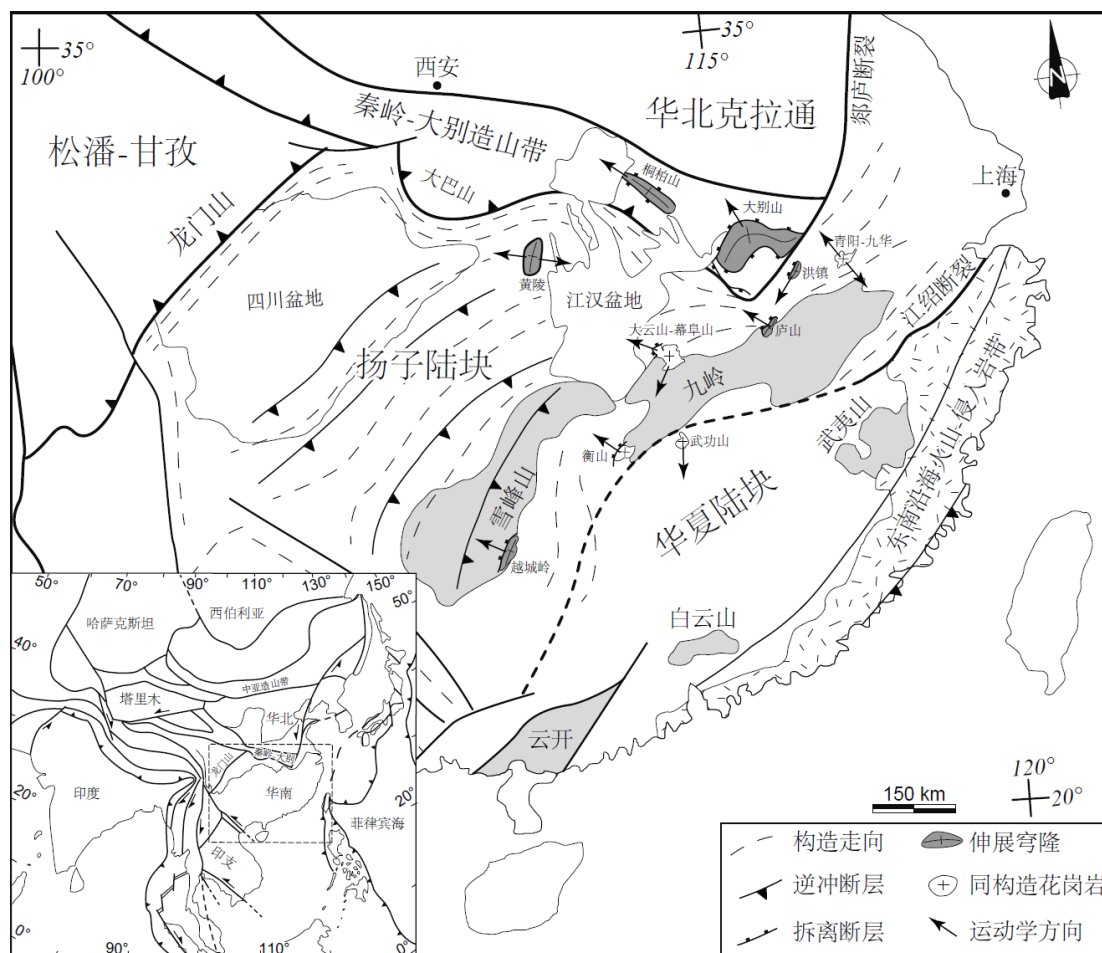 35°
100°
35°
115°
N
西安
秦岭-大别造山带
华北克拉通
郯庐断裂
松潘-甘孜
大巴山
桐柏山
上海
龙门山
大别山
青阳-九华
黄陵
洪镇
四川盆地
江汉盆地
江绍断裂
大云山-幕阜山
庐山
扬子陆块
九岭
武夷山
衡山
武功山
东南沿海火山-侵入岩带
雪峰山
华夏陆块
越城岭
白云山
云开
50°
70°
90°
110°
130°
150°
50°
哈萨克斯坦
西伯利亚
40°
中亚造山带
塔里木
华北
秦岭-大别
龙门山
印度
华南
20°
20°
菲律宾海
印支
0°
90°
110°
0°
150 km
120°
20°
构造走向
伸展穹隆
逆冲断层
同构造花岗岩
拆离断层
运动学方向